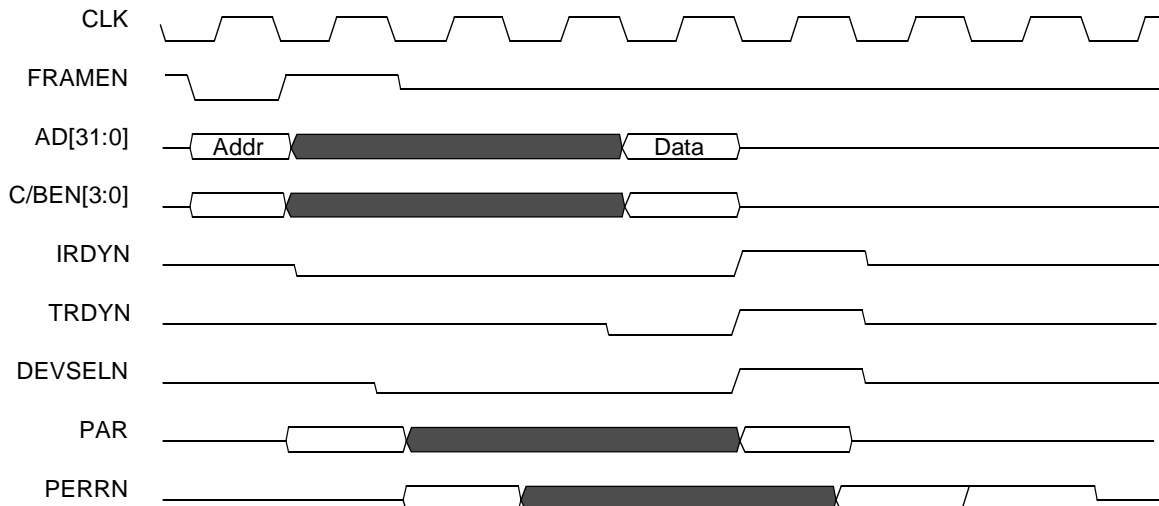 CLK
FRAMEN
AD[31:0] Addr Data
C/BEN[3:0]
IRDYN
TRDYN
DEVSELN
PAR
PERRN